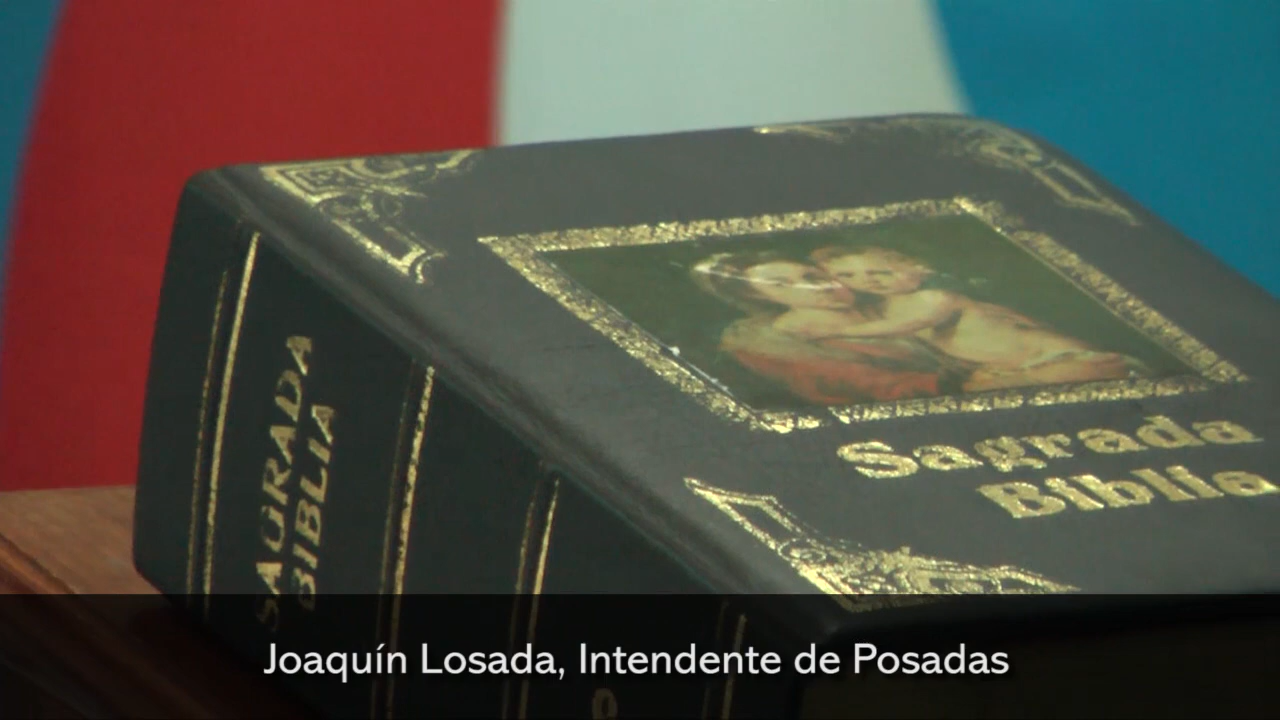 SAGRADA
BIBLIA
Sagrada
Biblia
Joaquín Losada, Intendente de Posadas